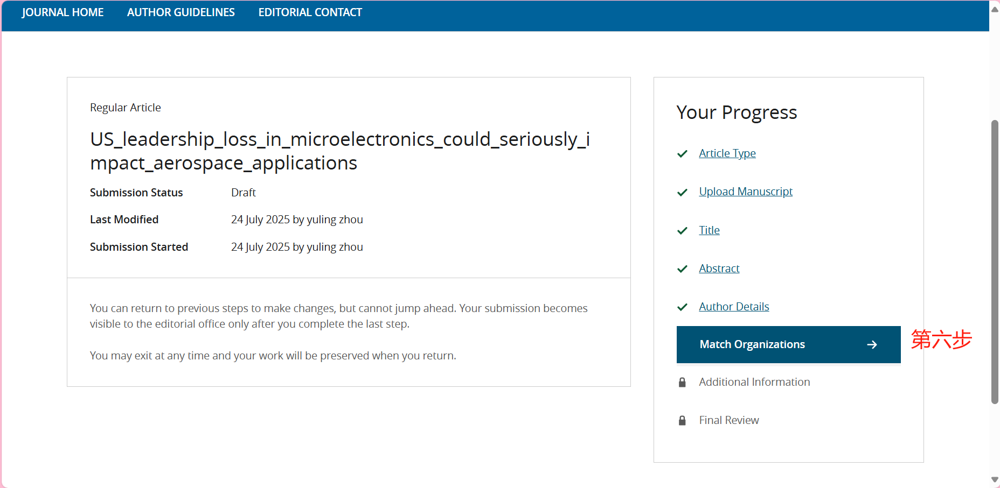 JOURNAL HOME AUTHOR GUIDELINES EDITORIAL CONTACT
Regular Article
US_leadership_loss_in_microelectronics_could_seriously_i
mpact_aerospace_applications
Submission Status Draft
Last Modified 24 July 2025 by yuling zhou
Submission Started 24 July 2025 by yuling zhou
You can return to previous steps to make changes, but cannot jump ahead. Your submission becomes
visible to the editorial office only after you complete the last step.
You may exit at any time and your work will be preserved when you return.
Your Progress
Article Type
Upload Manuscript
Title
Abstract
Author Details
Match Organizations
第六步
Additional Information
Final Review